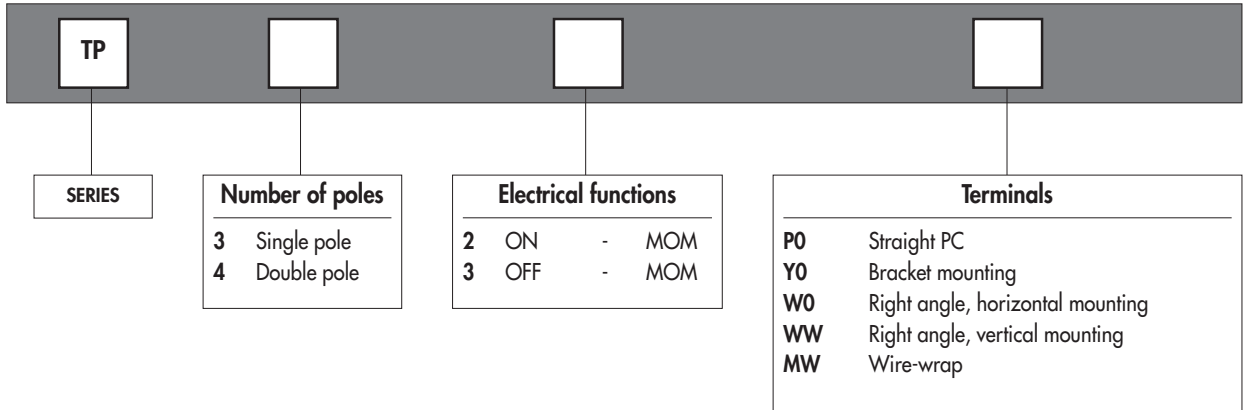 TP
SERIES
Number of poles
3 Single pole
4 Double pole
Electrical functions
2 ON - MOM
3 OFF - MOM
Terminals
P0 Straight PC
Y0 Bracket mounting
W0 Right angle, horizontal mounting
WW Right angle, vertical mounting
MW Wire-wrap